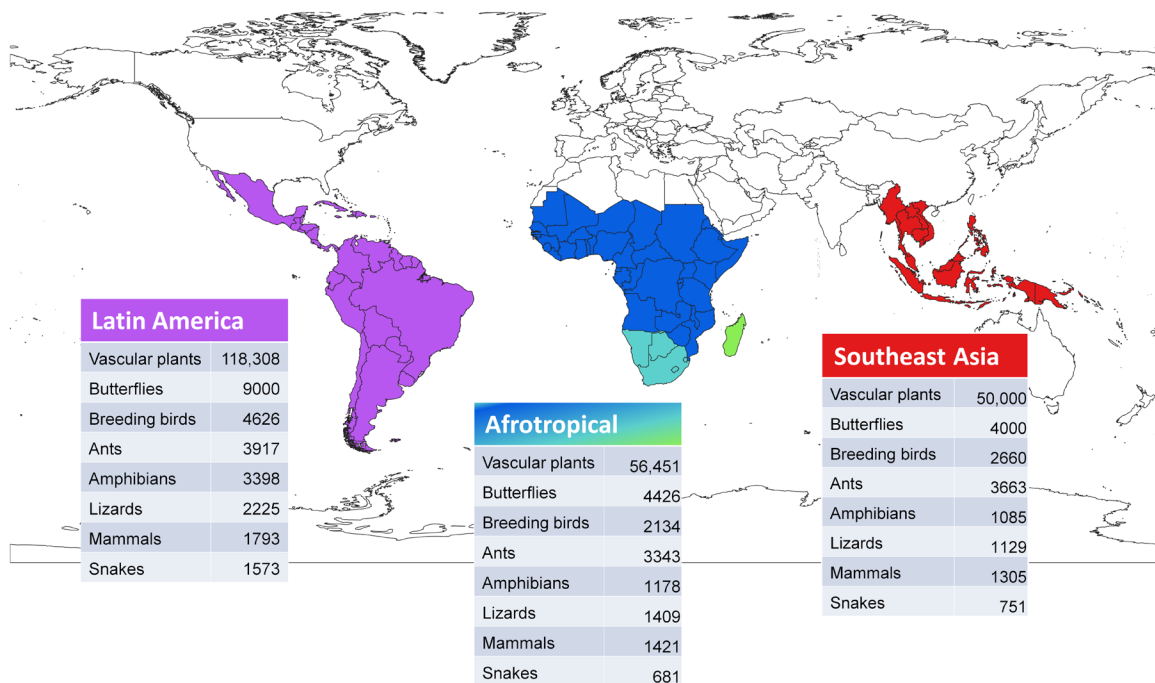 Latin America
Vascular plants 118,308
Butterflies 9000
Breeding birds 4626
Ants 3917
Amphibians 3398
Lizards 2225
Mammals 1793
Snakes 1573
Afrotropical
Vascular plants 56,451
Butterflies 4426
Breeding birds 2134
Ants 3343
Amphibians 1178
Lizards 1409
Mammals 1421
Snakes 681
Southeast Asia
Vascular plants 50,000
Butterflies 4000
Breeding birds 2660
Ants 3663
Amphibians 1085
Lizards 1129
Mammals 1305
Snakes 751